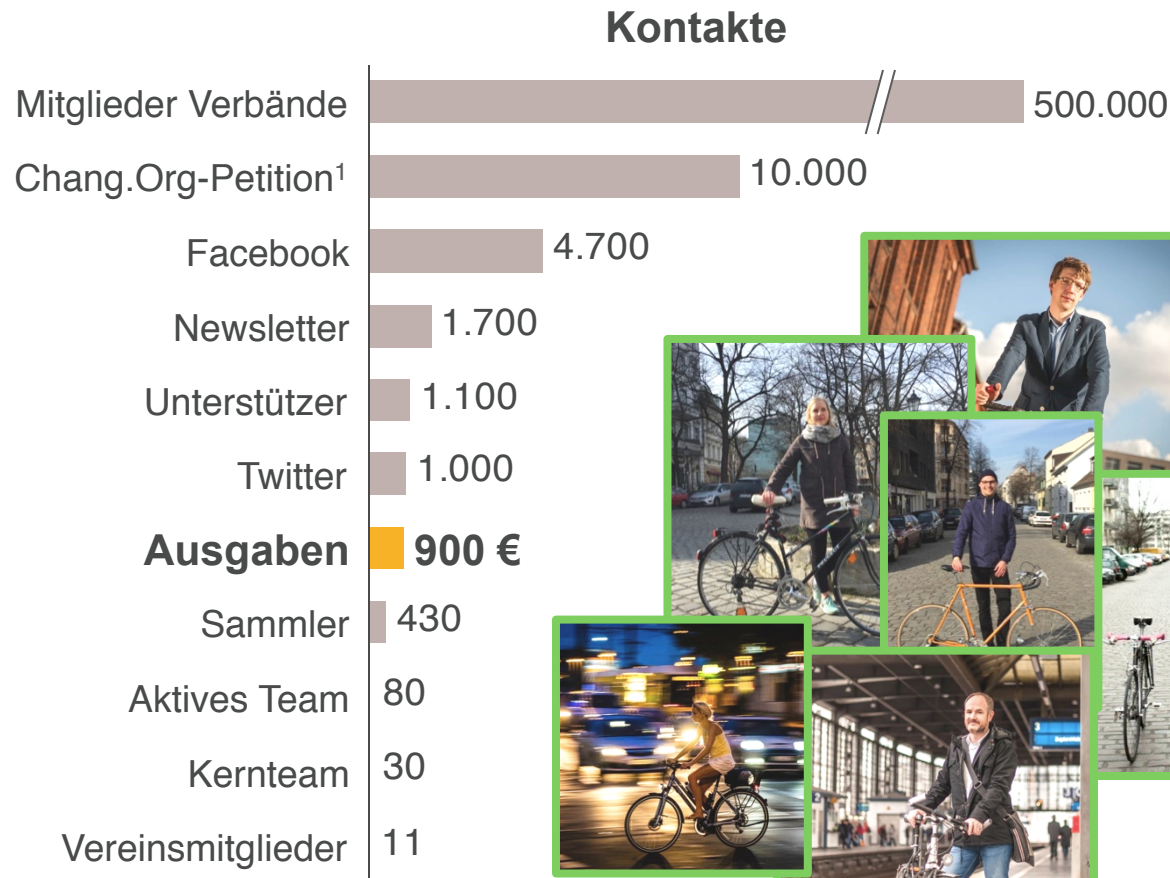 Kontakte
Mitglieder Verbände 500.000
Chang.Org-Petition¹ 10.000
Facebook 4.700
Newsletter 1.700
Unterstützer 1.100
Twitter 1.000
Ausgaben 900 €
Sammler 430
Aktives Team 80
Kernteam 30
Vereinsmitglieder 11